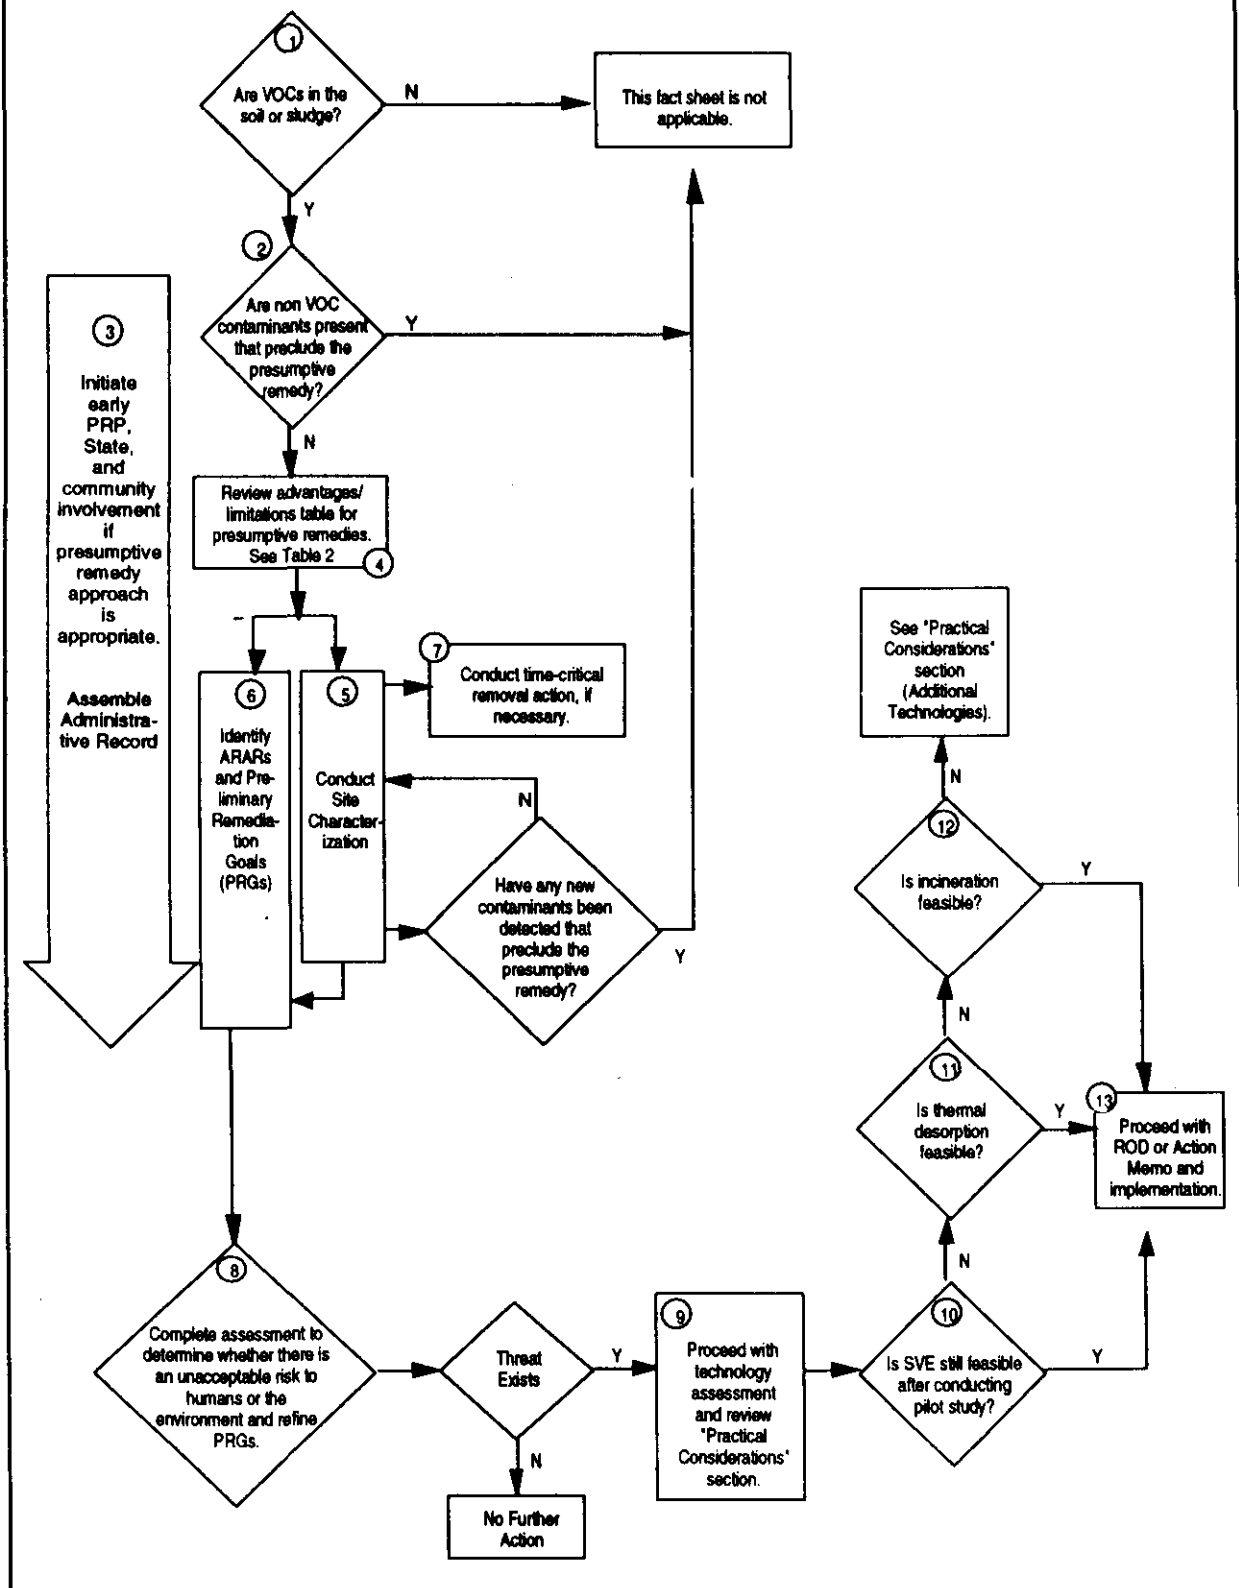 1
Are VOCs in the
soil or sludge?
N
This fact sheet is not
applicable.
Y
2
Are non VOC
contaminants present
that preclude the
presumptive
remedy?
Y
N
3
Initiate
early
PRP,
State,
and
community
involvement
if
presumptive
remedy
approach
is
appropriate.
Assemble
Administra-
tive Record
Review advantages/
limitations table for
presumptive remedies.
See Table 2
4
6
Identify
ARARs
and Pre-
liminary
Remedia-
tion
Goals
(PRGs)
5
Conduct
Site
Character-
ization
7
Conduct time-critical
removal action, if
necessary.
N
Have any new
contaminants been
detected that
preclude the
presumptive
remedy?
Y
8
Complete assessment to
determine whether there is
an unacceptable risk to
humans or the
environment and refine
PRGs.
Threat
Exists
Y
N
No Further
Action
9
Proceed with
technology
assessment
and review
"Practical
Considerations"
section.
10
Is SVE still feasible
after conducting
pilot study?
Y
N
11
Is thermal
desorption
feasible?
Y
N
12
Is incineration
feasible?
Y
N
See "Practical
Considerations"
section
(Additional
Technologies).
13
Proceed with
ROD or Action
Memo and
implementation.